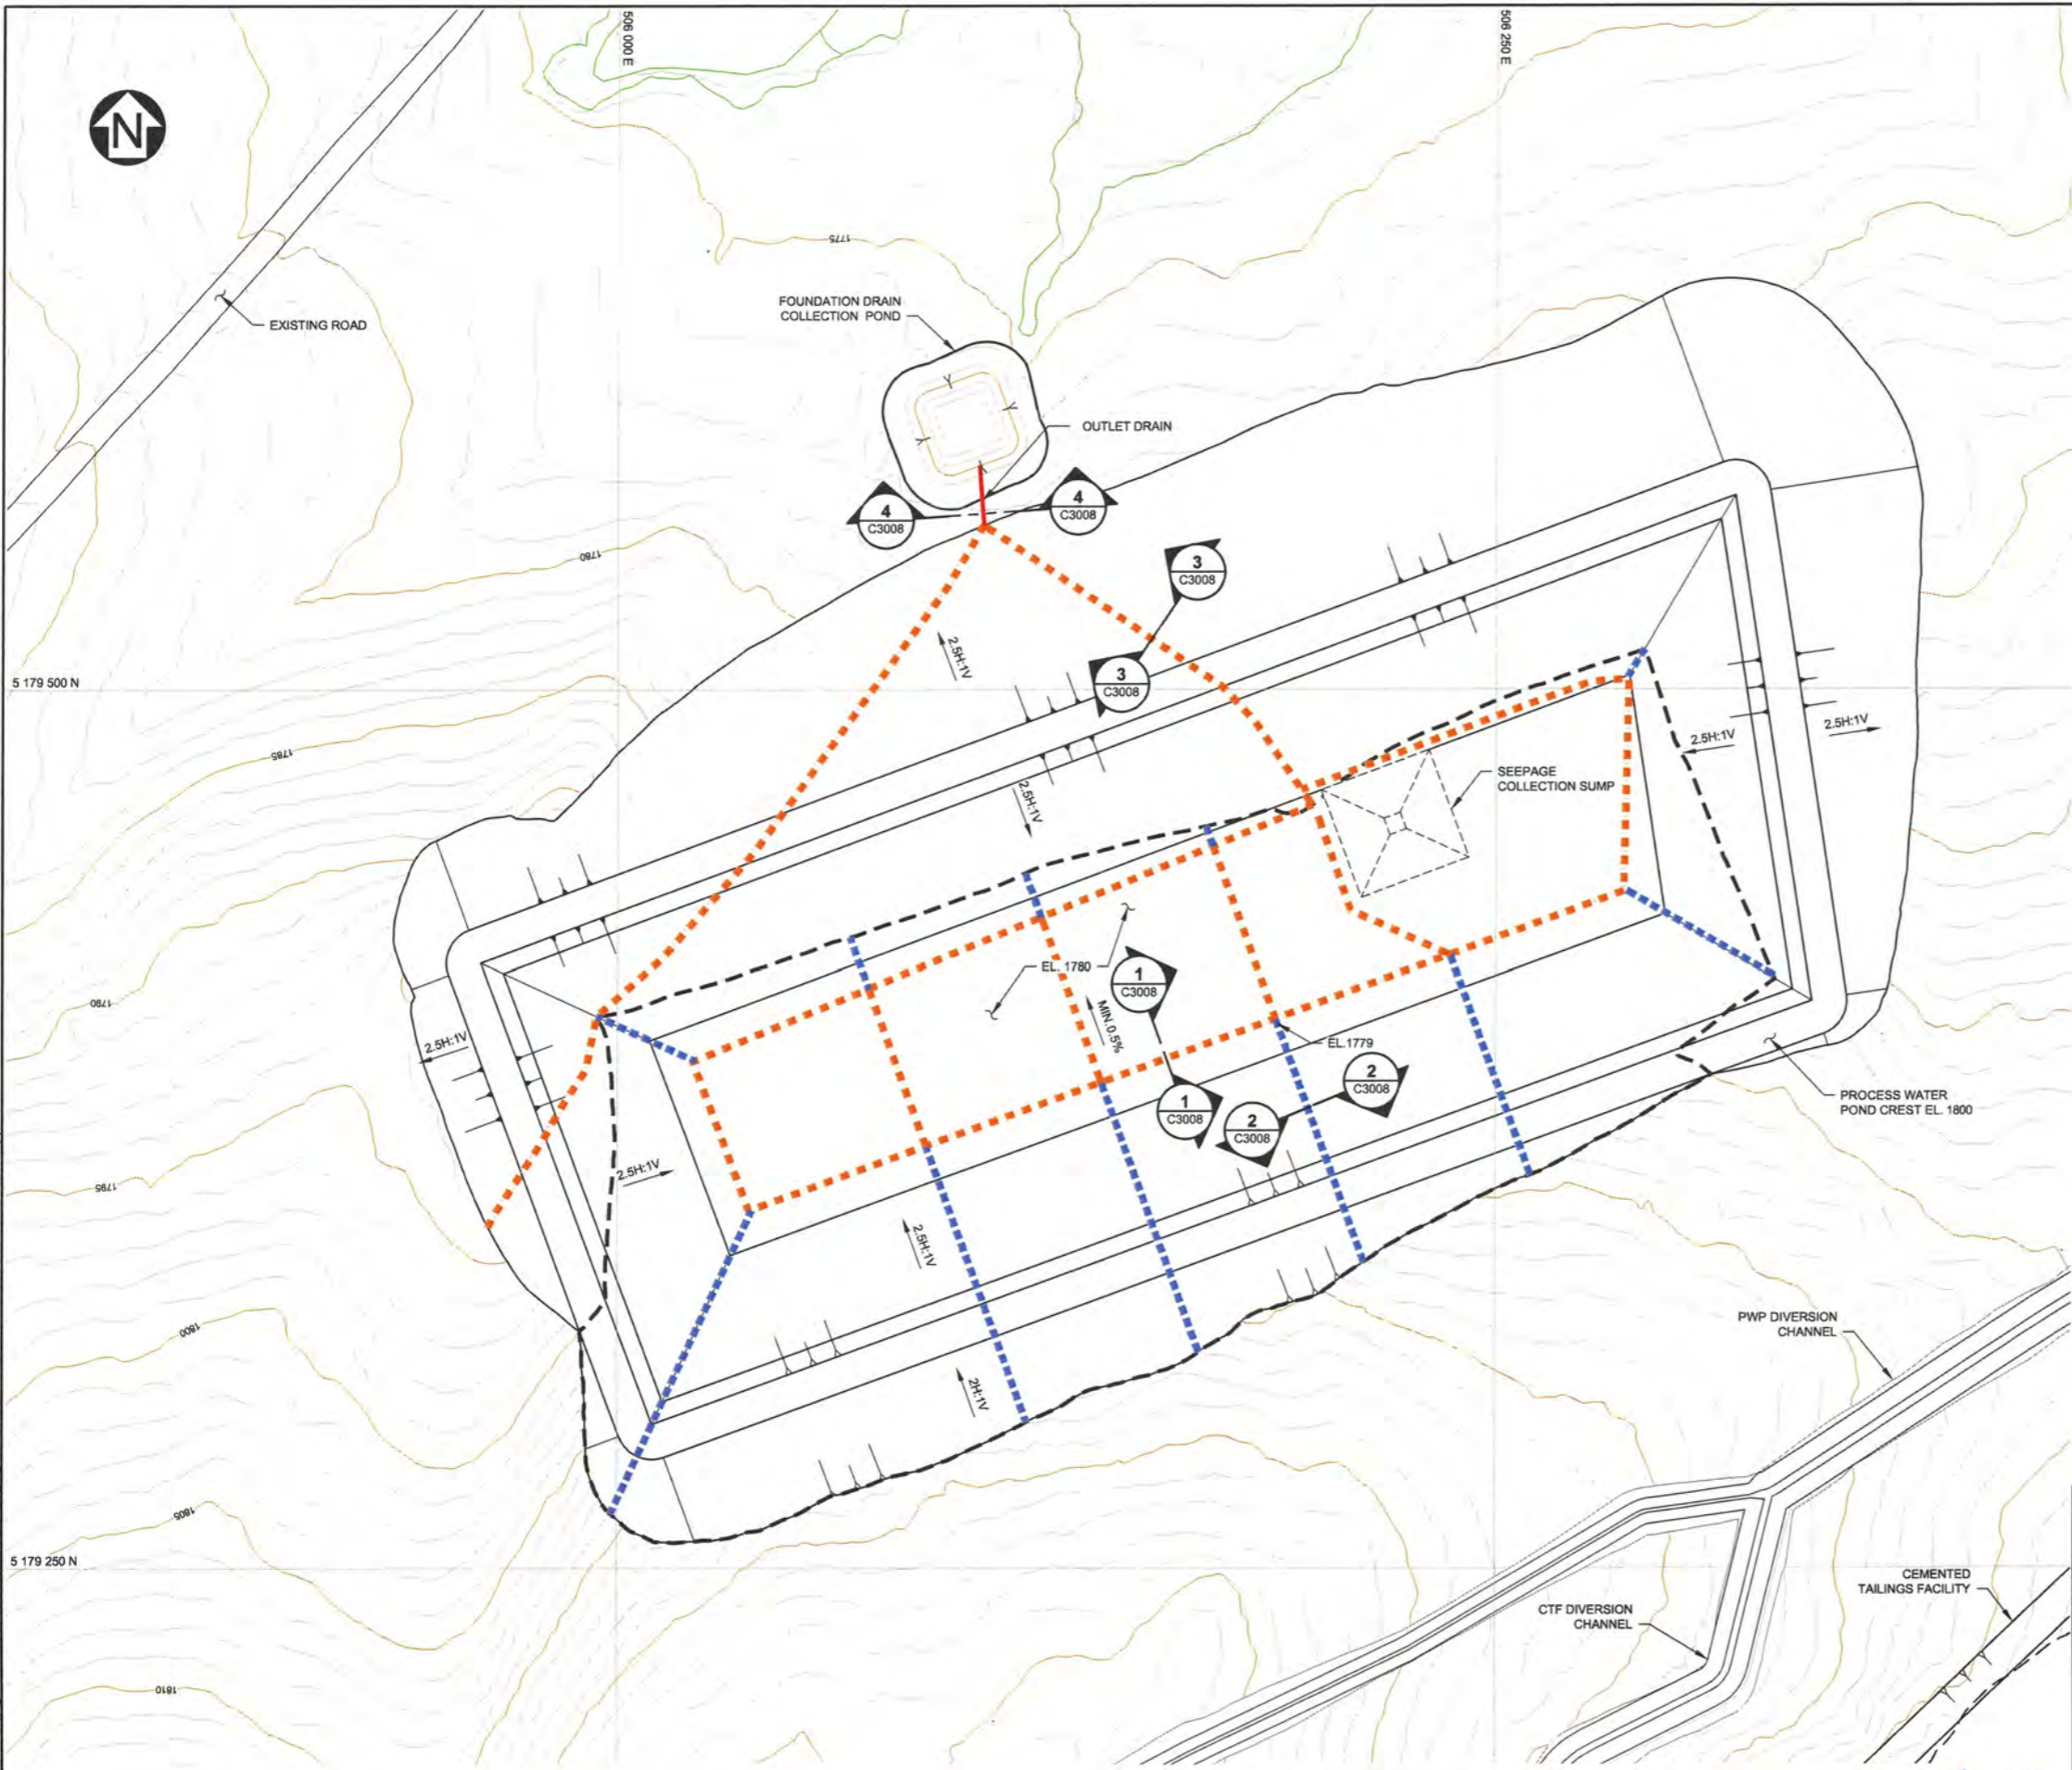 506 000 E
506 250 E
N
1775
EXISTING ROAD
FOUNDATION DRAIN
COLLECTION POND
OUTLET DRAIN
4
C3008
4
C3008
1780
3
C3008
2.5H:1V
3
C3008
5 179 500 N
2.5H:1V
2.5H:1V
1785
SEEPAGE
COLLECTION SUMP
2.5H:1V
EL. 1780
1
C3008
1790
MIN.0.5%
2.5H:1V
EL.1779
2
C3008
1
C3008
2
C3008
PROCESS WATER
POND CREST EL. 1800
2.5H:1V
1795
2.5H:1V
1800
PWP DIVERSION
CHANNEL
2H:1V
1805
5 179 250 N
CEMENTED
TAILINGS FACILITY
CTF DIVERSION
CHANNEL
1810